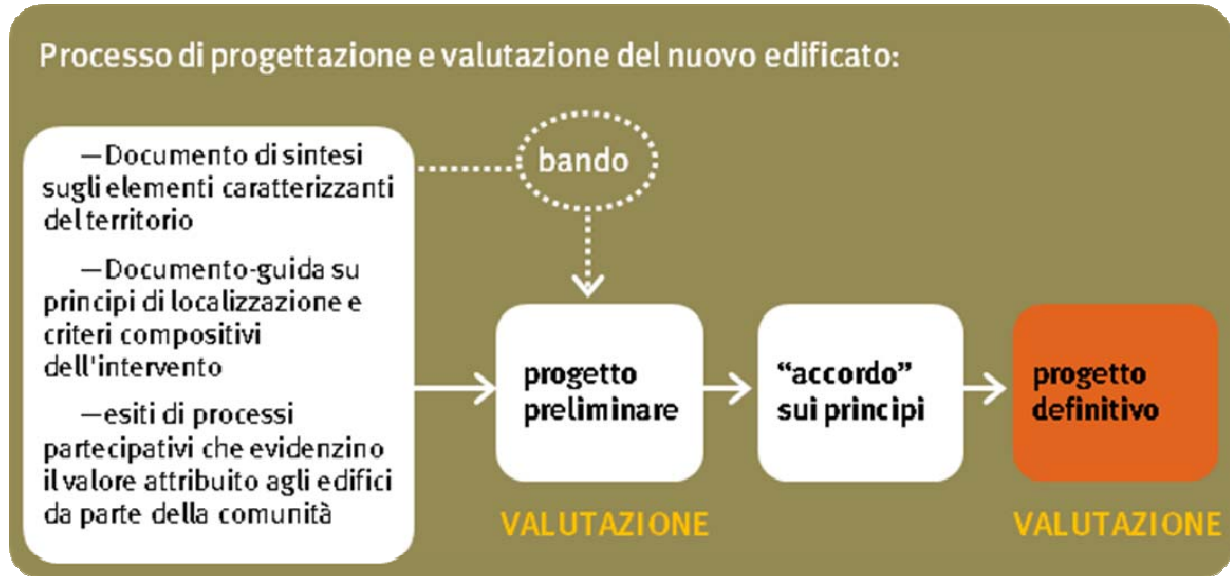 Processo di progettazione e valutazione del nuovo edificato:
—Documento di sintesi
sugli elementi caratterizzanti
del territorio
—Documento-guida su
principi di localizzazione e
criteri compositivi
dell'intervento
—esiti di processi
partecipativi che evidenzino
il valore attribuito agli edifici
da parte della comunità
bando
progetto
preliminare
VALUTAZIONE
“accordo”
sui principi
progetto
definitivo
VALUTAZIONE